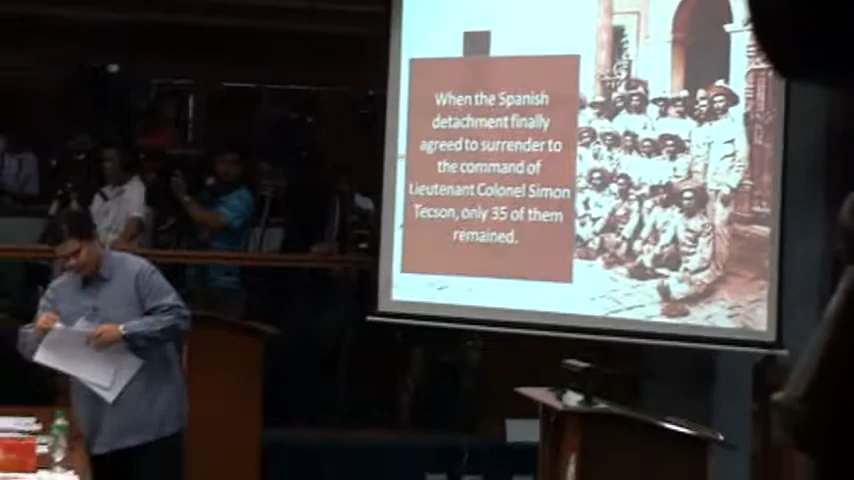 When the Spanish
detachment finally
agreed to surrender to
the command of
Lieutenant Colonel Simon
Tecson, only 35 of them
remained.